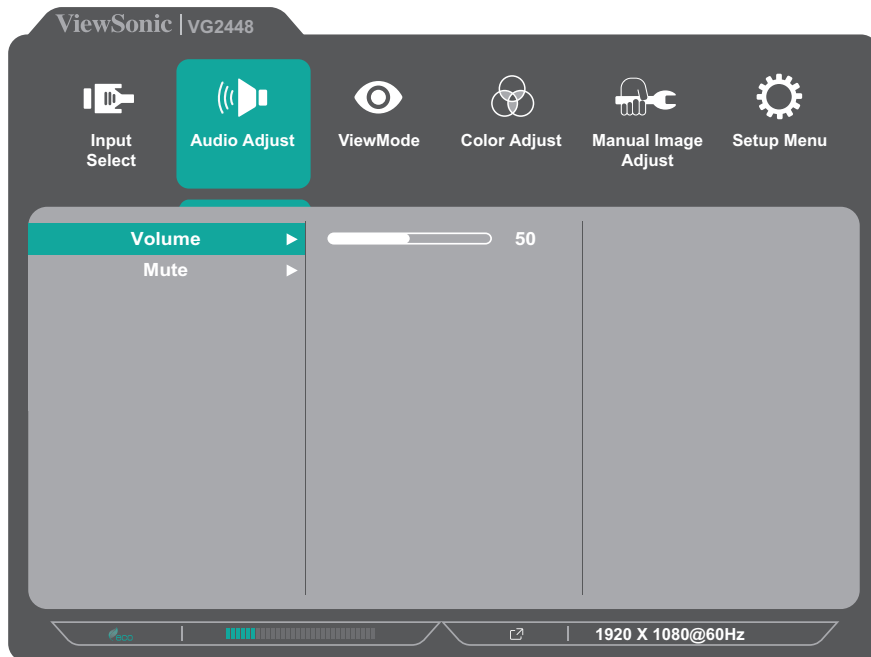 ViewSonic | VG2448
Input
Select
Audio Adjust
ViewMode
Color Adjust
Manual Image
Adjust
Setup Menu
Volume
50
Mute
eco
1920 X 1080@60Hz